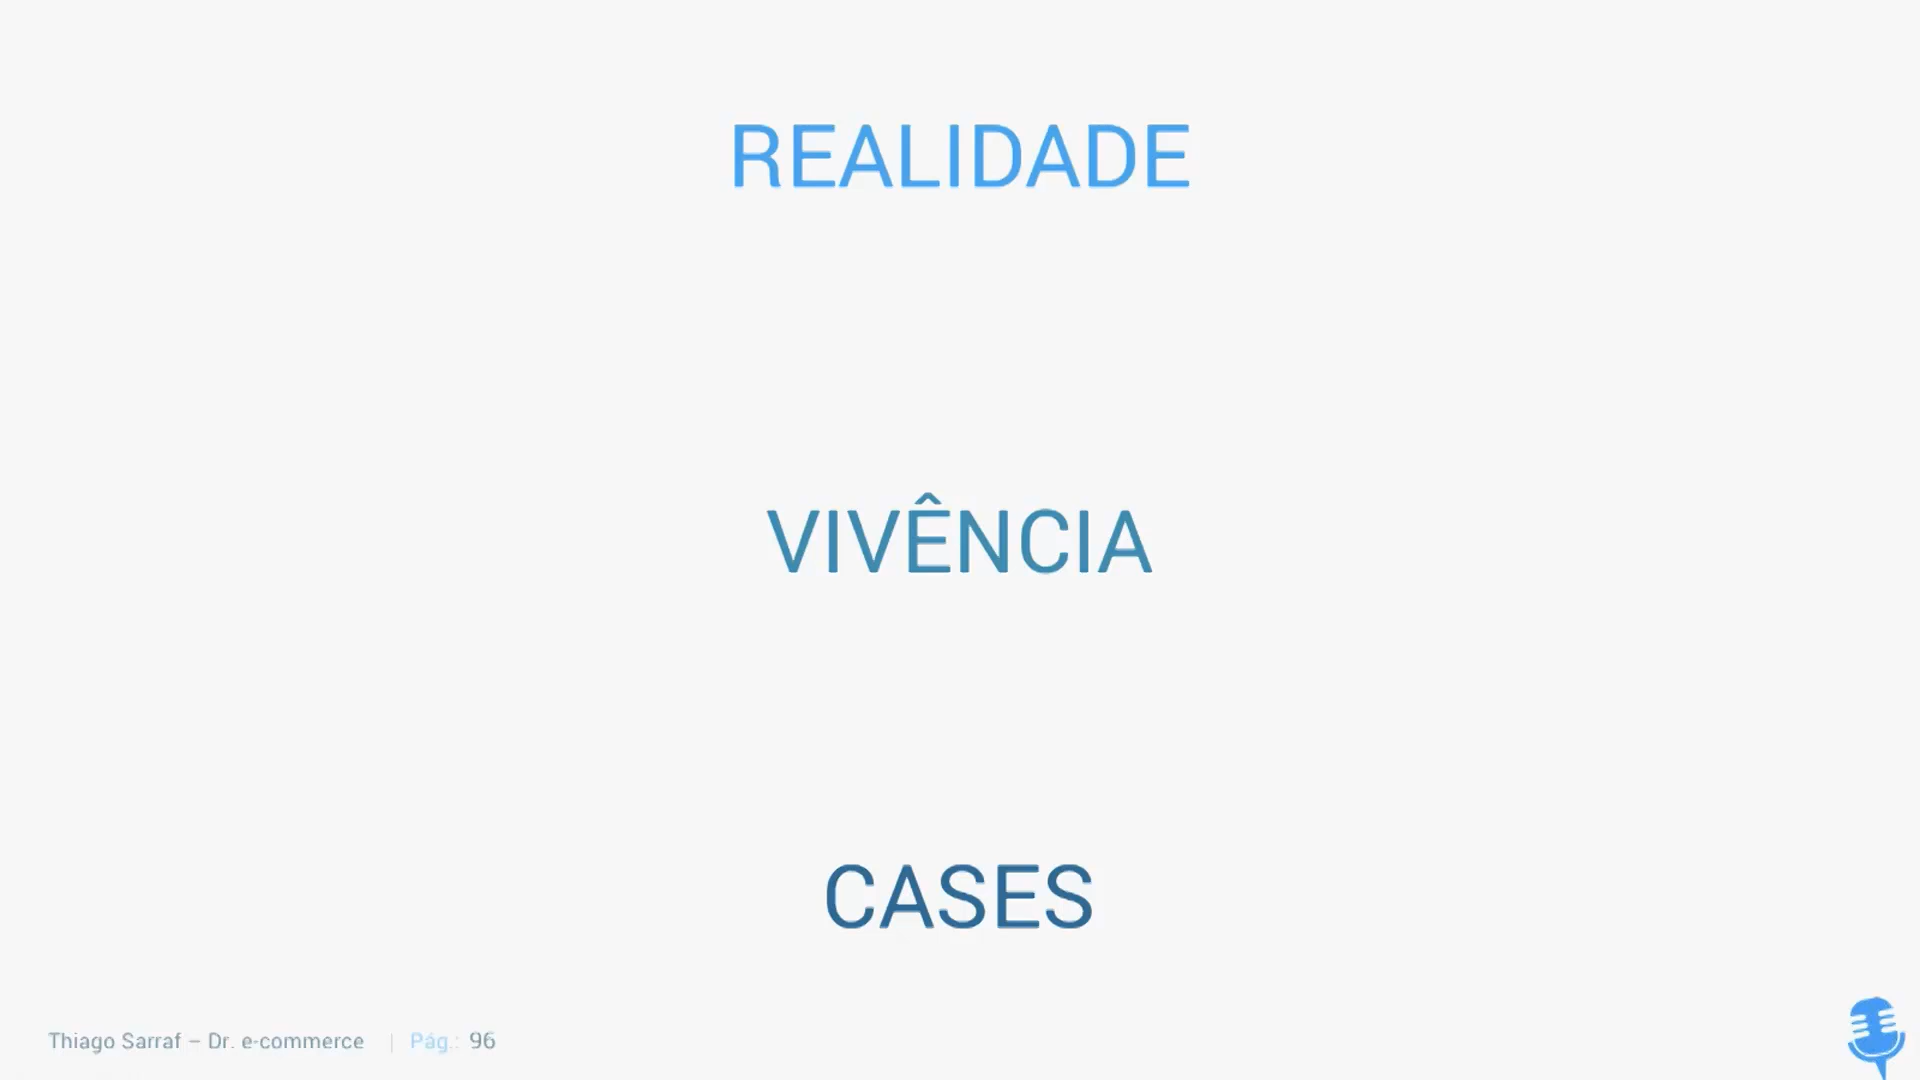 REALIDADE
VIVÊNCIA
CASES
Thiago Sarraf – Dr. e-commerce | Pág.: 96